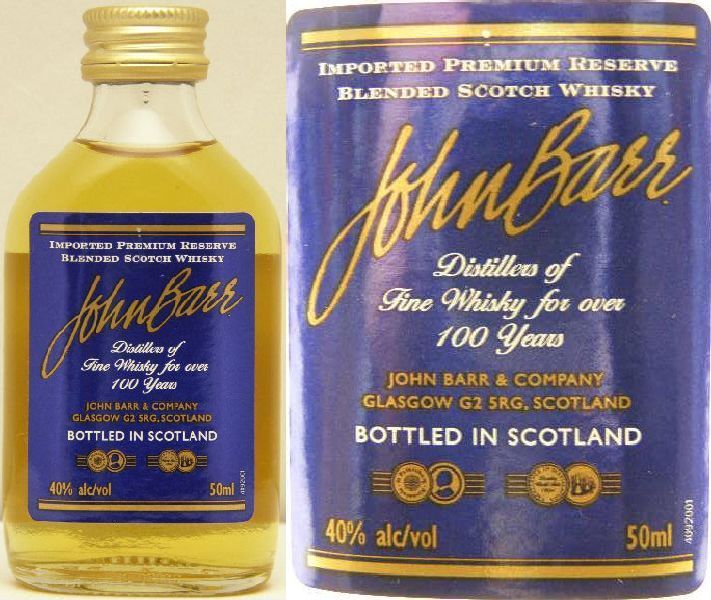 IMPORTED PREMIUM RESERVE
BLENDED SCOTCH WHISKY
John Barr
Distillers of
Fine Whisky for over
100 Years
JOHN BARR & COMPANY
GLASGOW G2 5RG, SCOTLAND
BOTTLED IN SCOTLAND
40% alc/vol
50ml
4092001
IMPORTED PREMIUM RESERVE
BLENDED SCOTCH WHISKY
John Barr
Distillers of
Fine Whisky for over
100 Years
JOHN BARR & COMPANY
GLASGOW G2 5RG, SCOTLAND
BOTTLED IN SCOTLAND
40% alc/vol
50ml
4092001